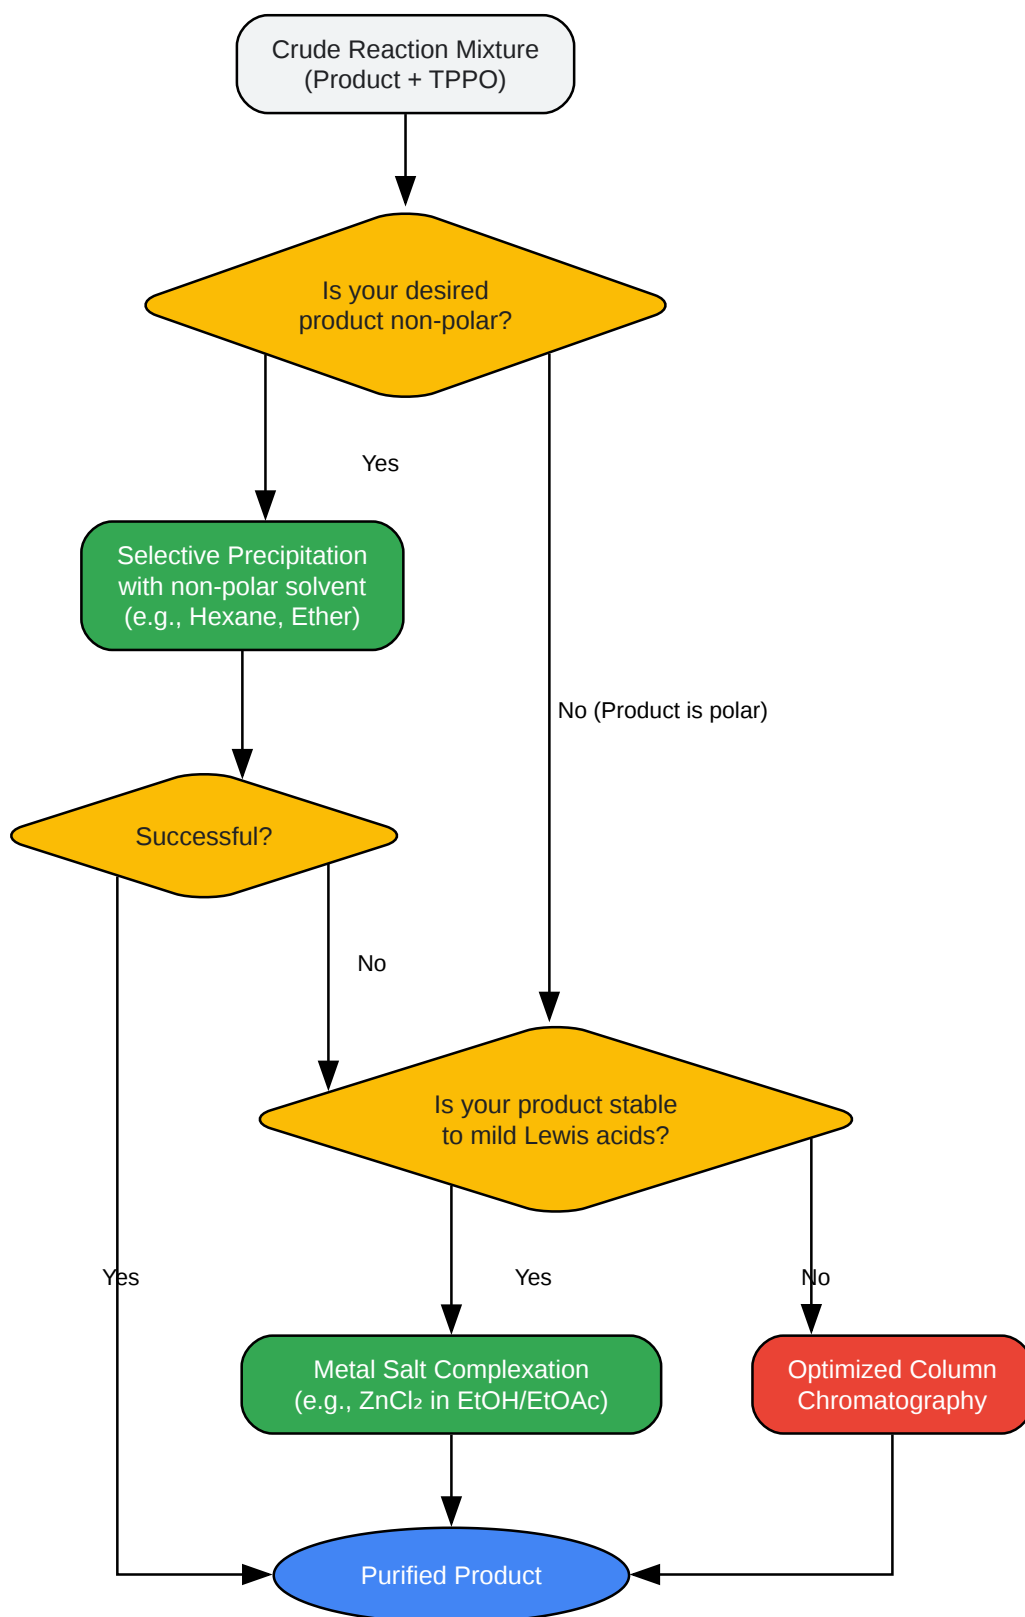 Crude Reaction Mixture
(Product + TPPO)
Is your desired
product non-polar?
Yes
Selective Precipitation
with non-polar solvent
(e.g., Hexane, Ether)
No (Product is polar)
Successful?
No
Is your product stable
to mild Lewis acids?
Yes
Yes
No
Metal Salt Complexation
(e.g., ZnCl₂ in EtOH/EtOAc)
Optimized Column
Chromatography
Purified Product